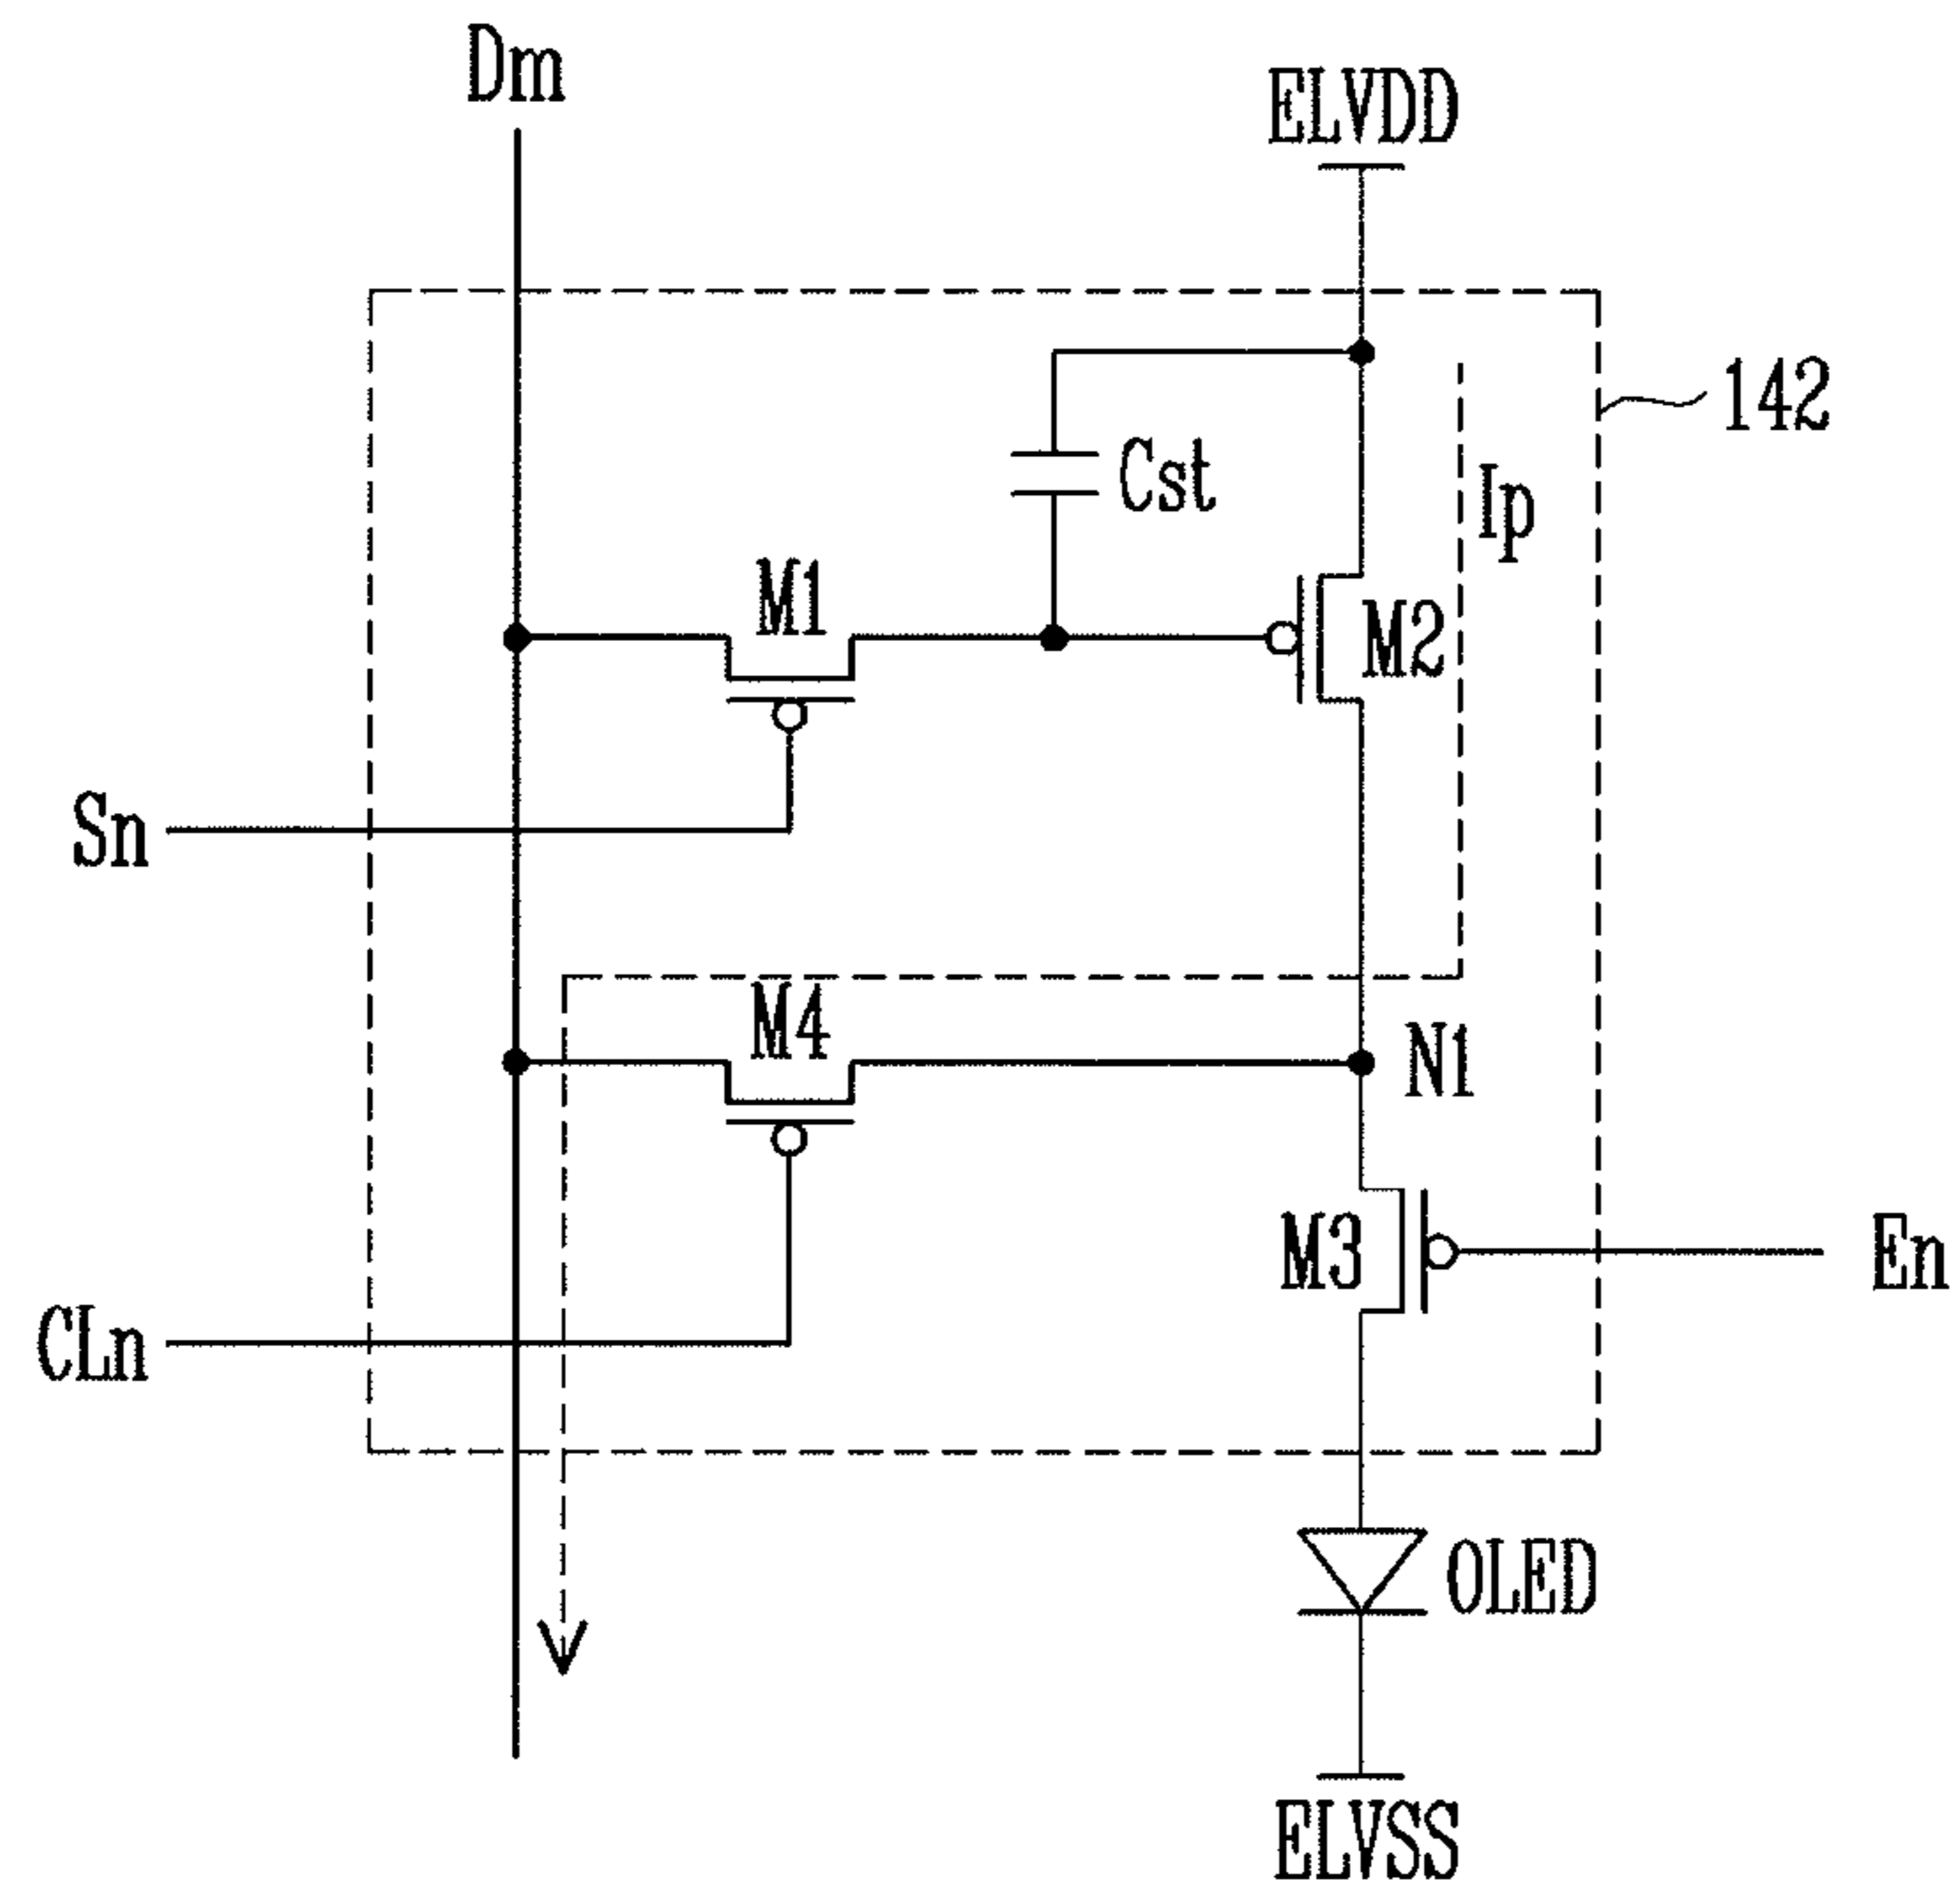 Dm
ELVDD
142
Cst
Ip
M1
M2
Sn
M4
N1
M3
En
CLn
OLED
ELVSS